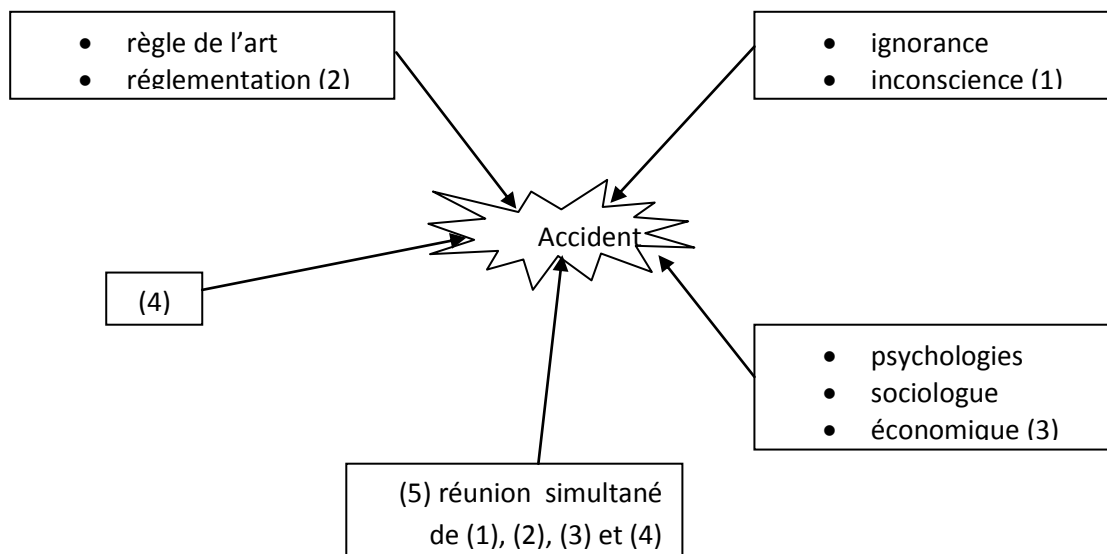 • règle de l’art
• réglementation (2)
• ignorance
• inconscience (1)
Accident
(4)
• psychologies
• sociologue
• économique (3)
(5) réunion simultané
de (1), (2), (3) et (4)